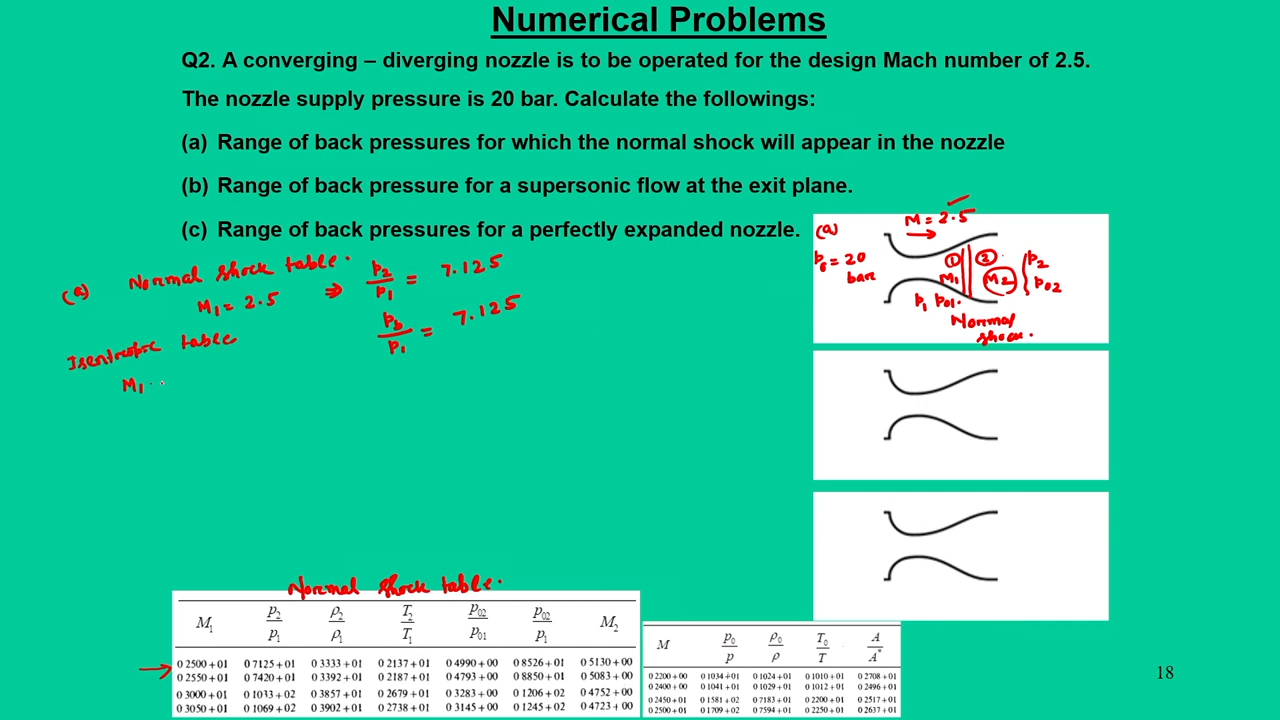 Numerical Problems
Q2. A converging – diverging nozzle is to be operated for the design Mach number of 2.5.
The nozzle supply pressure is 20 bar. Calculate the followings:
(a) Range of back pressures for which the normal shock will appear in the nozzle
(b) Range of back pressure for a supersonic flow at the exit plane.
(c) Range of back pressures for a perfectly expanded nozzle.
(a) Normal shock table.
M1 = 2.5 ⇒ p2/p1 = 7.125
pb/p1 = 7.125
Isentropic table
M1
(a) M = 2.5
p0 = 20 bar
① ②
M1 M2 p2
p1 p01 p02
Normal shock.
Normal shock table.
M1 p2/p1 ρ2/ρ1 T2/T1 p02/p01 p02/p1 M2
0 2500 + 01 0 7125 + 01 0 3333 + 01 0 2137 + 01 0 4990 + 00 0 8526 + 01 0 5130 + 00
0 2550 + 01 0 7420 + 01 0 3392 + 01 0 2187 + 01 0 4793 + 00 0 8850 + 01 0 5083 + 00
0 3000 + 01 0 1033 + 02 0 3857 + 01 0 2679 + 01 0 3283 + 00 0 1206 + 02 0 4752 + 00
0 3050 + 01 0 1069 + 02 0 3902 + 01 0 2738 + 01 0 3145 + 00 0 1245 + 02 0 4723 + 00
M p0/p ρ0/ρ T0/T A/A*
0 2200 + 00 0 1034 + 01 0 1024 + 01 0 1010 + 01 0 2708 + 01
0 2400 + 00 0 1041 + 01 0 1029 + 01 0 1012 + 01 0 2496 + 01
0 2450 + 01 0 1581 + 02 0 7183 + 01 0 2200 + 01 0 2517 + 01
0 2500 + 01 0 1709 + 02 0 7594 + 01 0 2250 + 01 0 2637 + 01
18